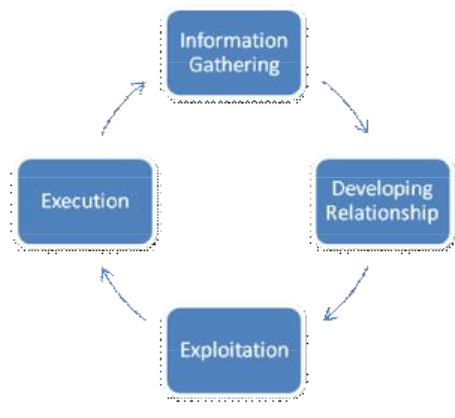 Information
Gathering
Developing
Relationship
Exploitation
Execution